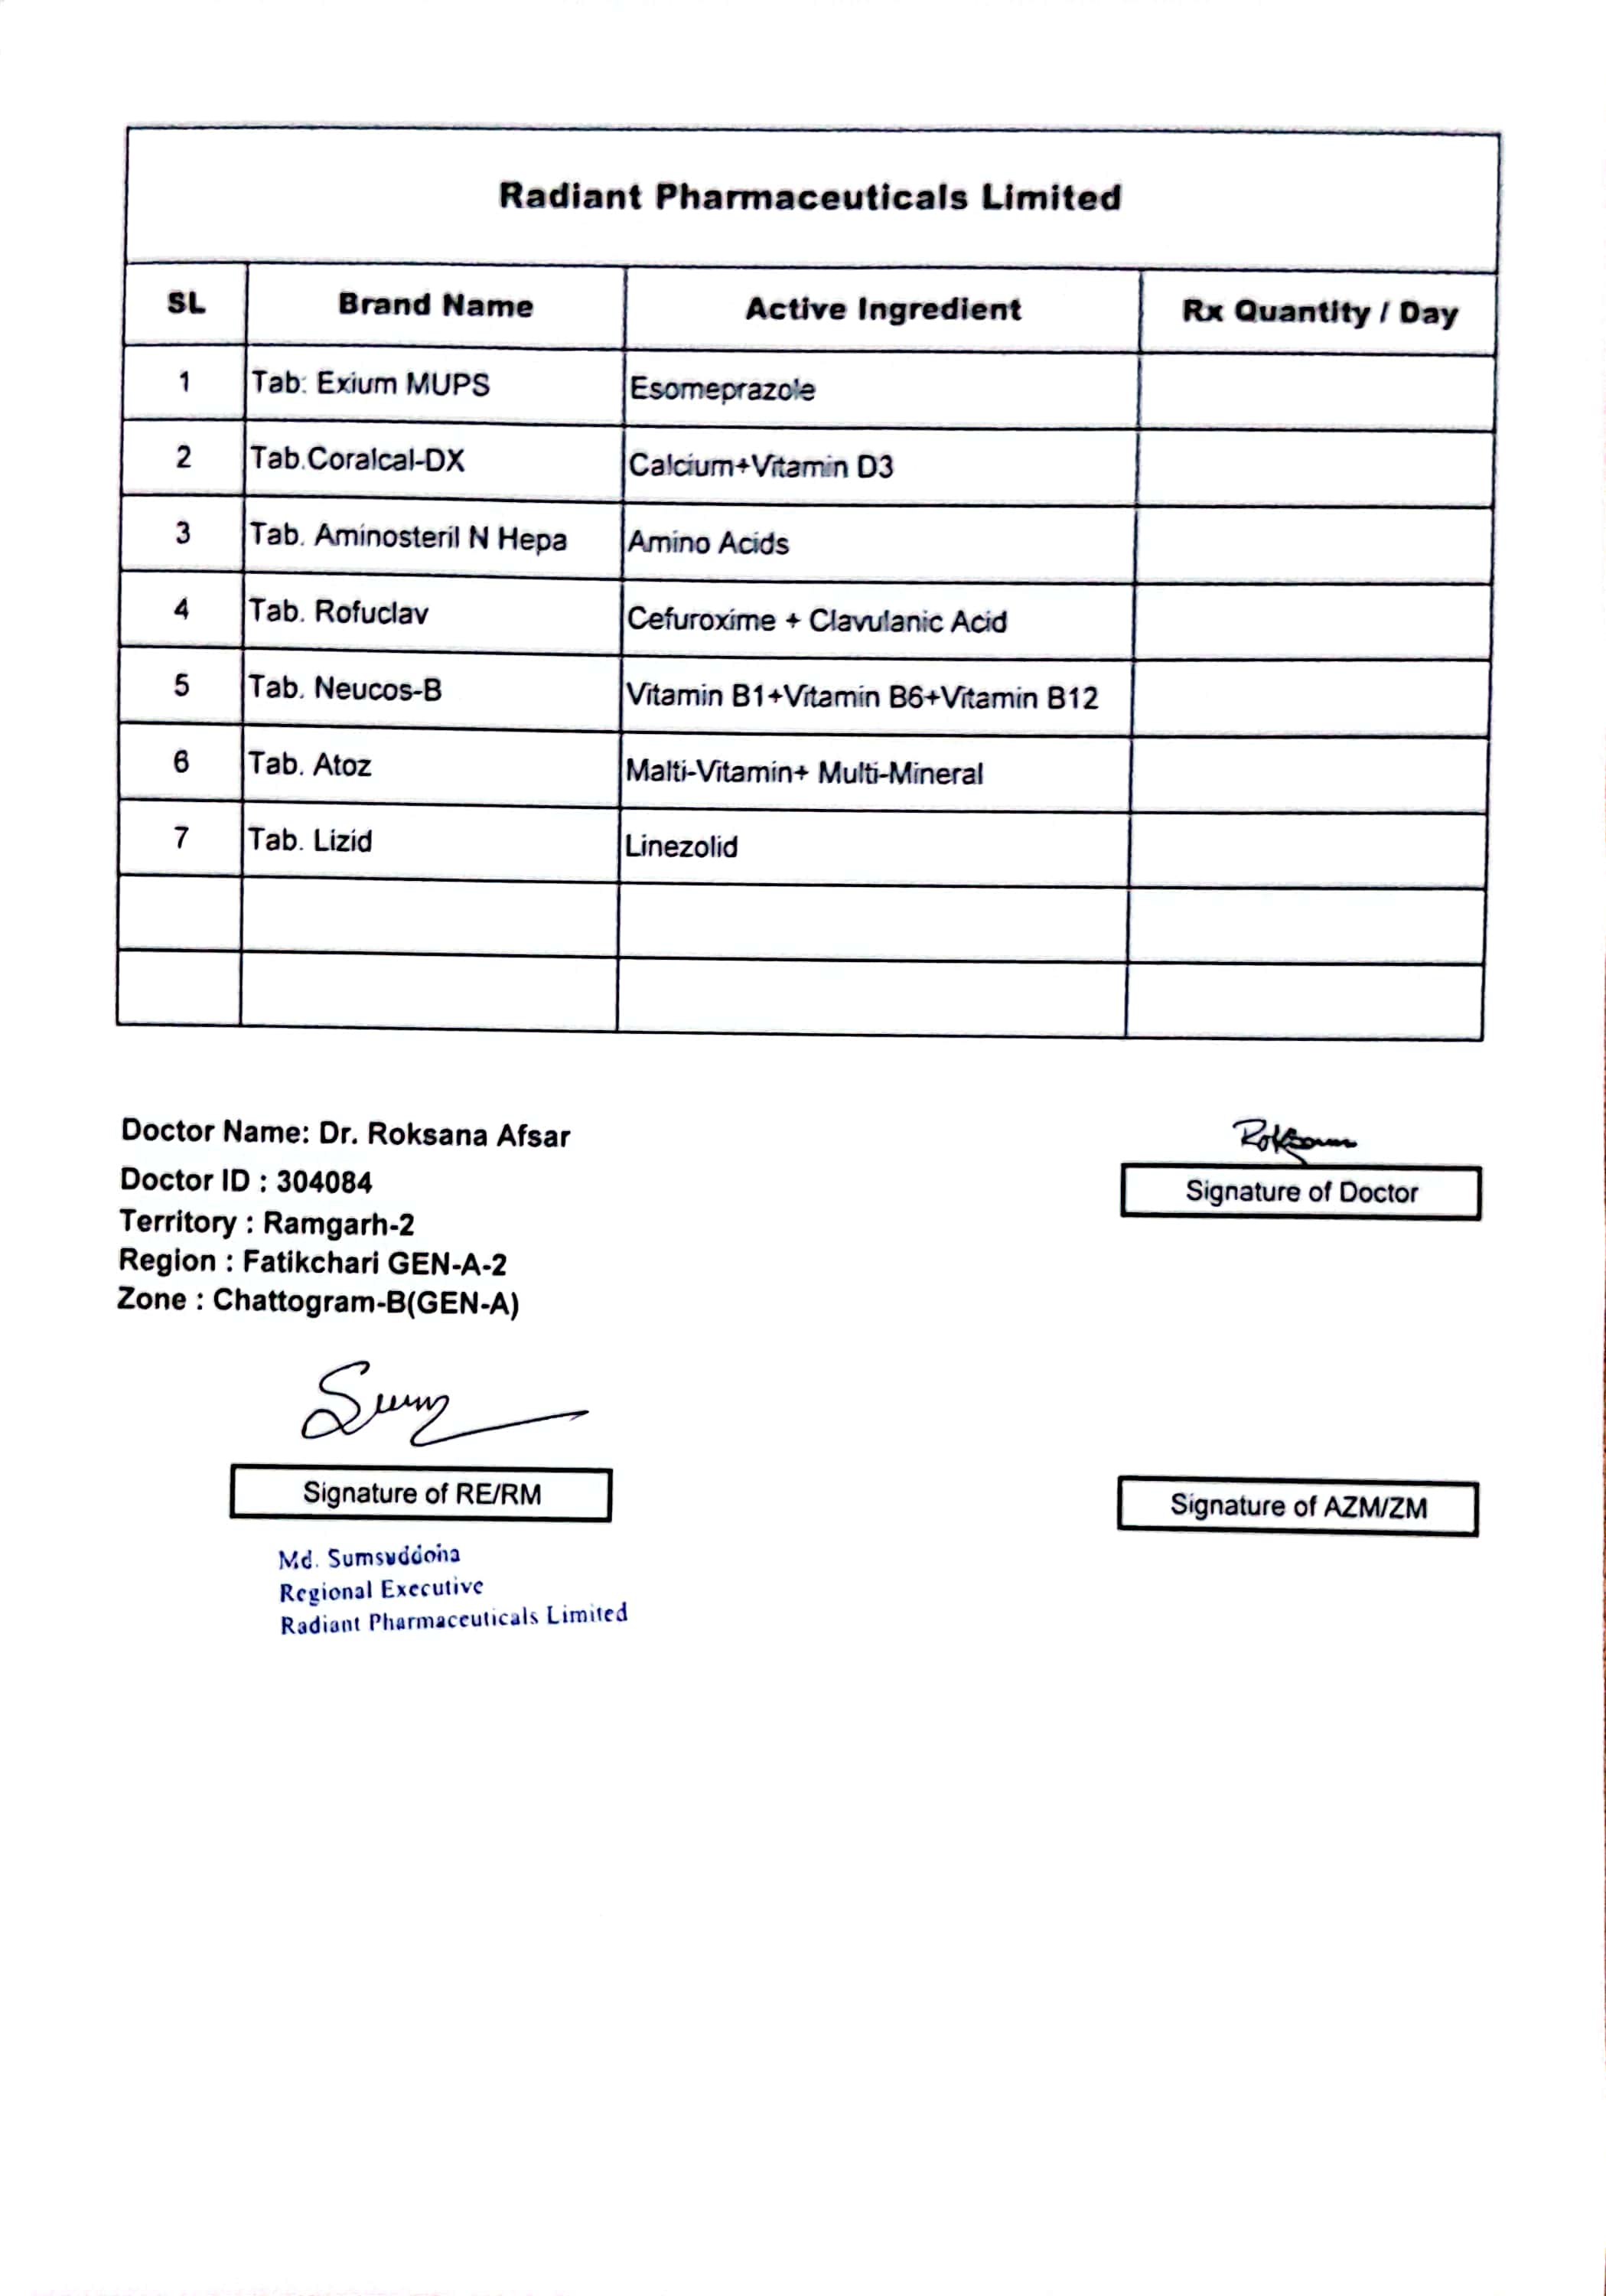 Radiant Pharmaceuticals Limited
SL Brand Name Active Ingredient Rx Quantity / Day
1 Tab: Exium MUPS Esomeprazole
2 Tab.Coralcal-DX Calcium+Vitamin D3
3 Tab. Aminosteril N Hepa Amino Acids
4 Tab. Rofuclav Cefuroxime + Clavulanic Acid
5 Tab. Neucos-B Vitamin B1+Vitamin B6+Vitamin B12
6 Tab. Atoz Malti-Vitamin+ Multi-Mineral
7 Tab. Lizid Linezolid
Doctor Name: Dr. Roksana Afsar
Doctor ID : 304084
Territory : Ramgarh-2
Region : Fatikchari GEN-A-2
Zone : Chattogram-B(GEN-A)
Signature of Doctor
Signature of RE/RM
Signature of AZM/ZM
Md. Sumsuddoha
Regional Executive
Radiant Pharmaceuticals Limited